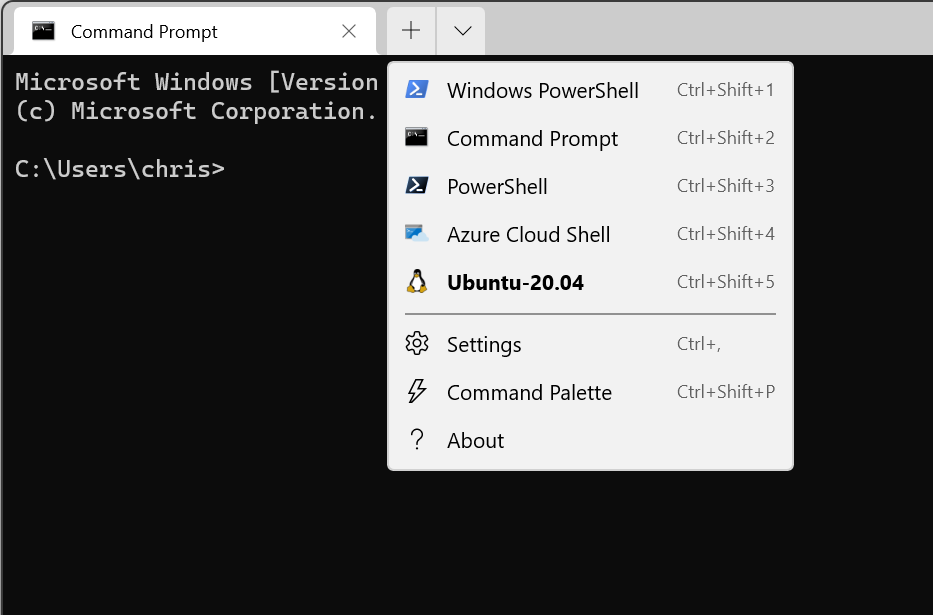 Command Prompt
Microsoft Windows [Version
(c) Microsoft Corporation.
C:\Users\chris>
Windows PowerShell Ctrl+Shift+1
Command Prompt Ctrl+Shift+2
PowerShell Ctrl+Shift+3
Azure Cloud Shell Ctrl+Shift+4
Ubuntu-20.04 Ctrl+Shift+5
Settings Ctrl+,
Command Palette Ctrl+Shift+P
About